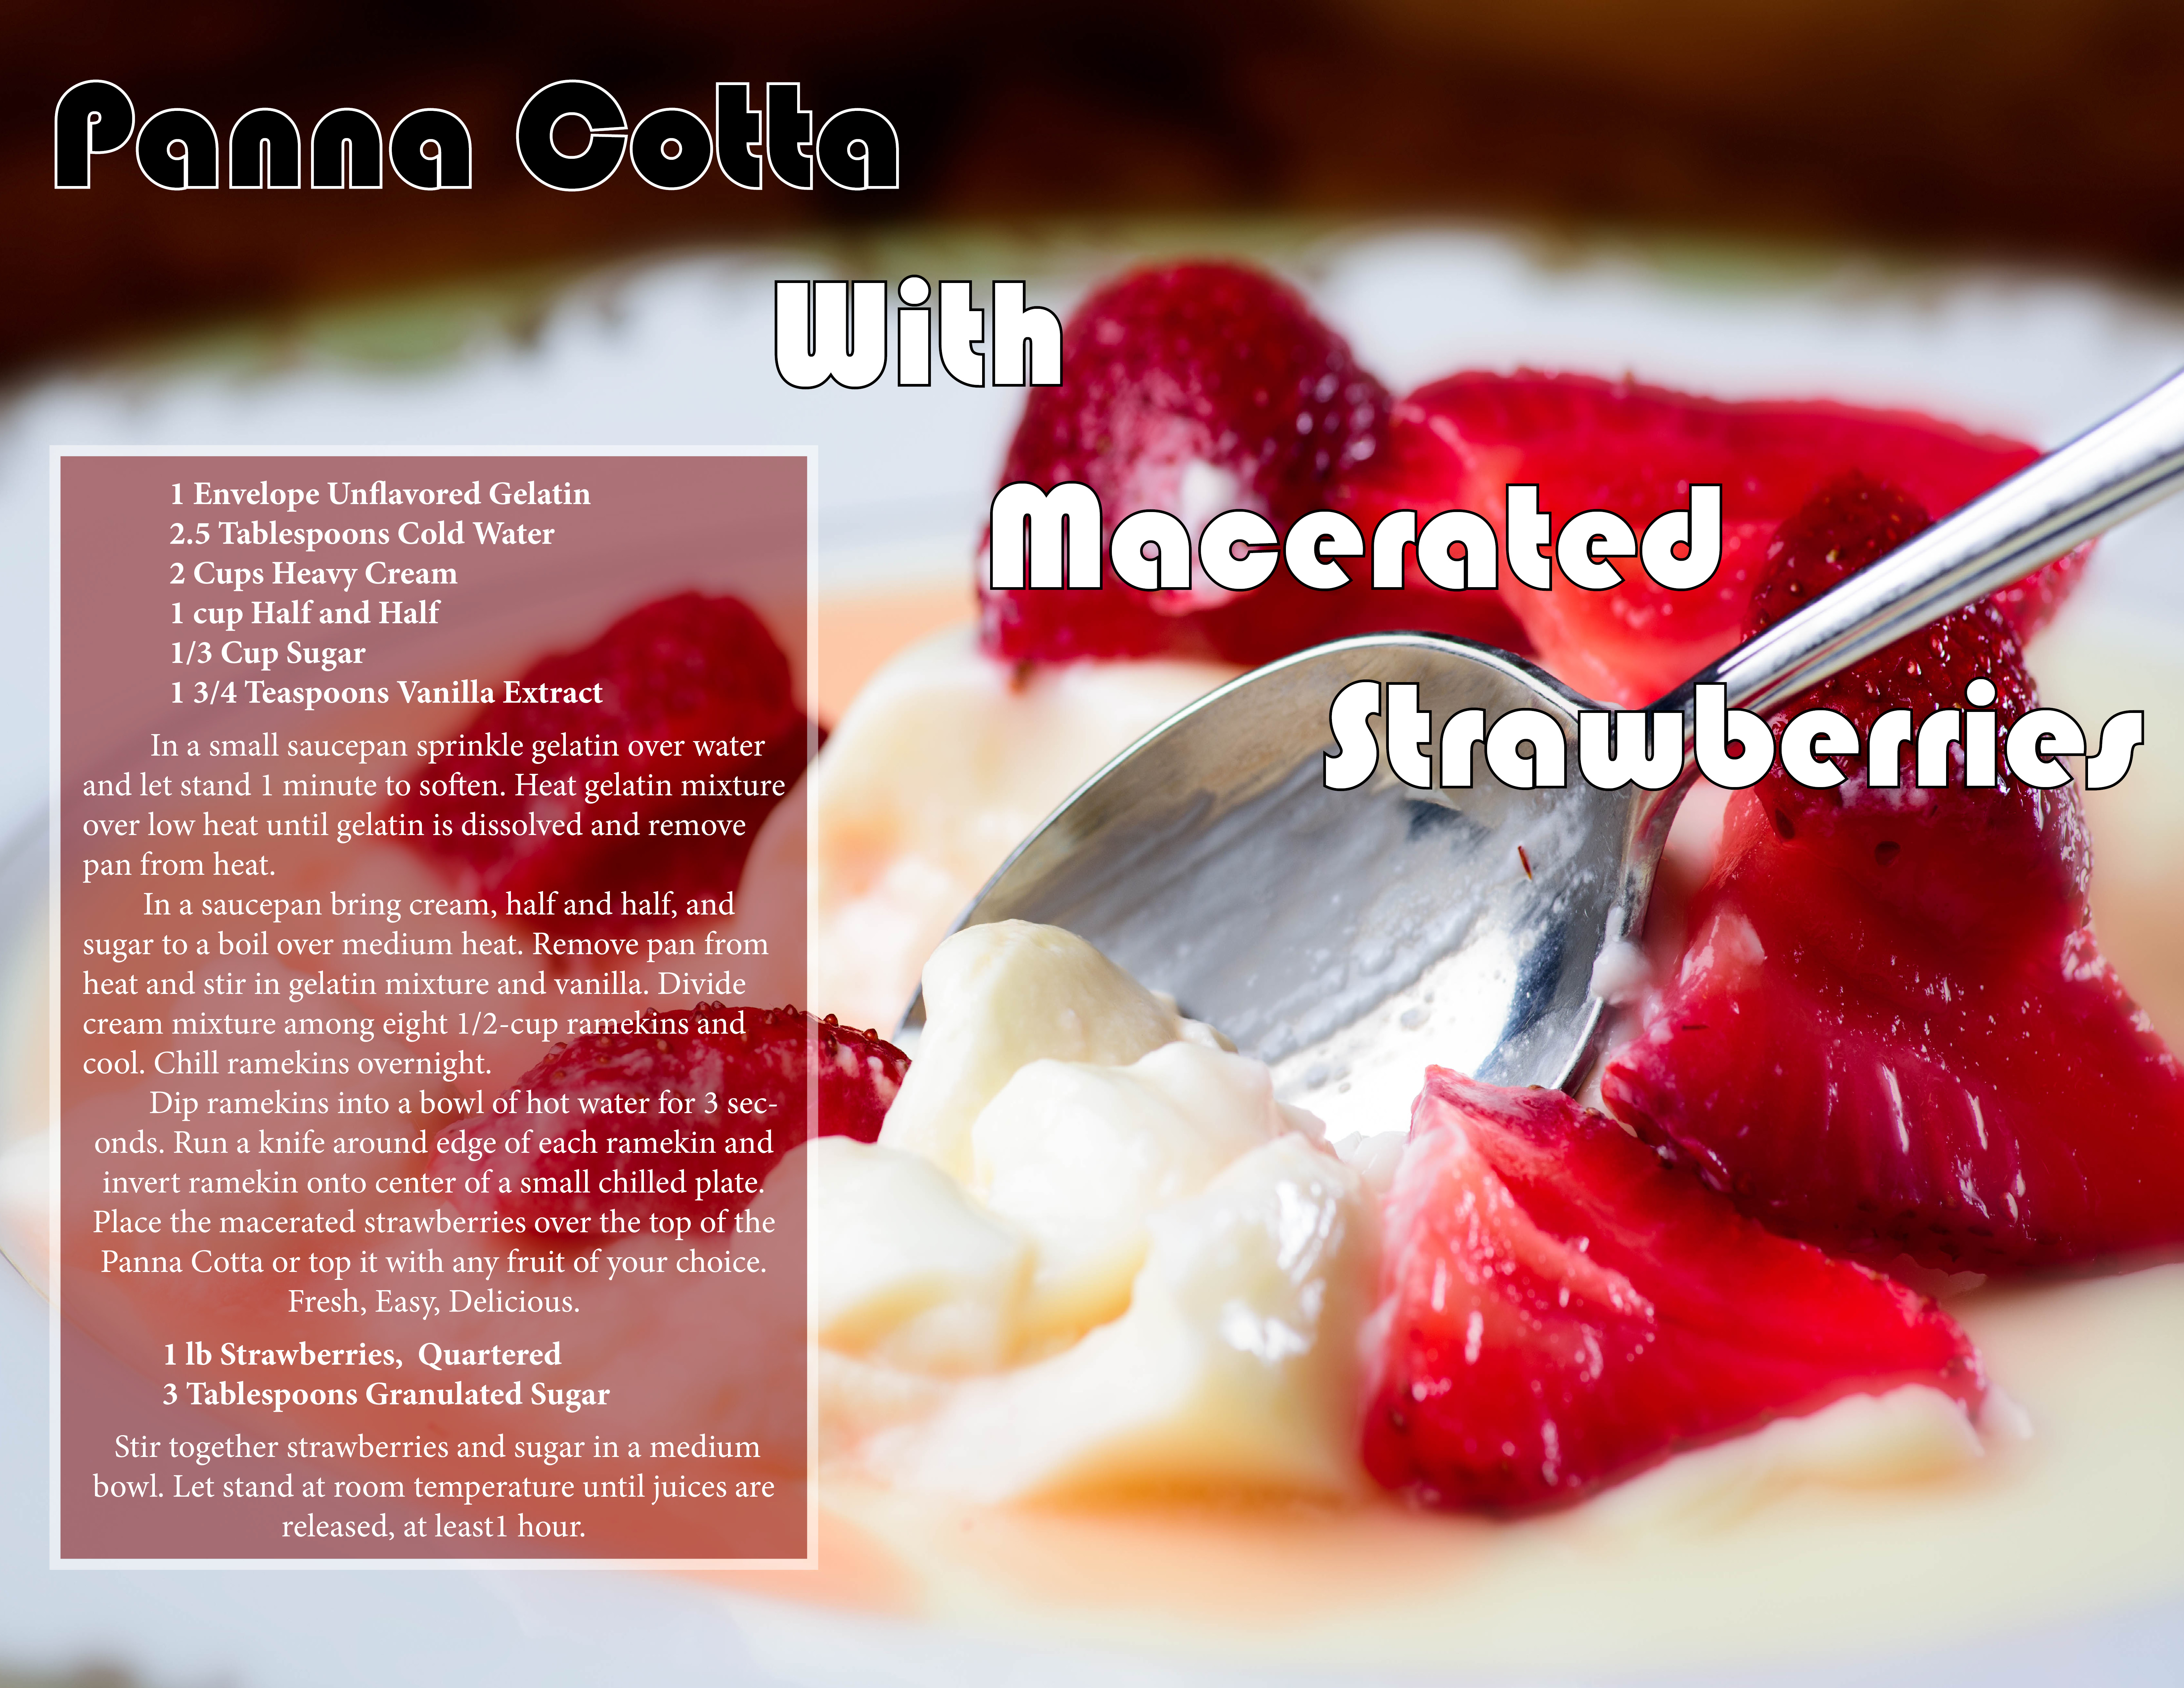 Panna Cotta
With
Macerated
Strawberries
1 Envelope Unflavored Gelatin
2.5 Tablespoons Cold Water
2 Cups Heavy Cream
1 cup Half and Half
1/3 Cup Sugar
1 3/4 Teaspoons Vanilla Extract
In a small saucepan sprinkle gelatin over water
and let stand 1 minute to soften. Heat gelatin mixture
over low heat until gelatin is dissolved and remove
pan from heat.
In a saucepan bring cream, half and half, and
sugar to a boil over medium heat. Remove pan from
heat and stir in gelatin mixture and vanilla. Divide
cream mixture among eight 1/2-cup ramekins and
cool. Chill ramekins overnight.
Dip ramekins into a bowl of hot water for 3 sec-
onds. Run a knife around edge of each ramekin and
invert ramekin onto center of a small chilled plate.
Place the macerated strawberries over the top of the
Panna Cotta or top it with any fruit of your choice.
Fresh, Easy, Delicious.
1 lb Strawberries,  Quartered
3 Tablespoons Granulated Sugar
Stir together strawberries and sugar in a medium
bowl. Let stand at room temperature until juices are
released, at least1 hour.